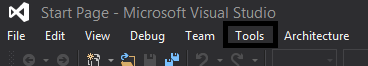 Start Page - Microsoft Visual Studio
File Edit View Debug Team Tools Architecture